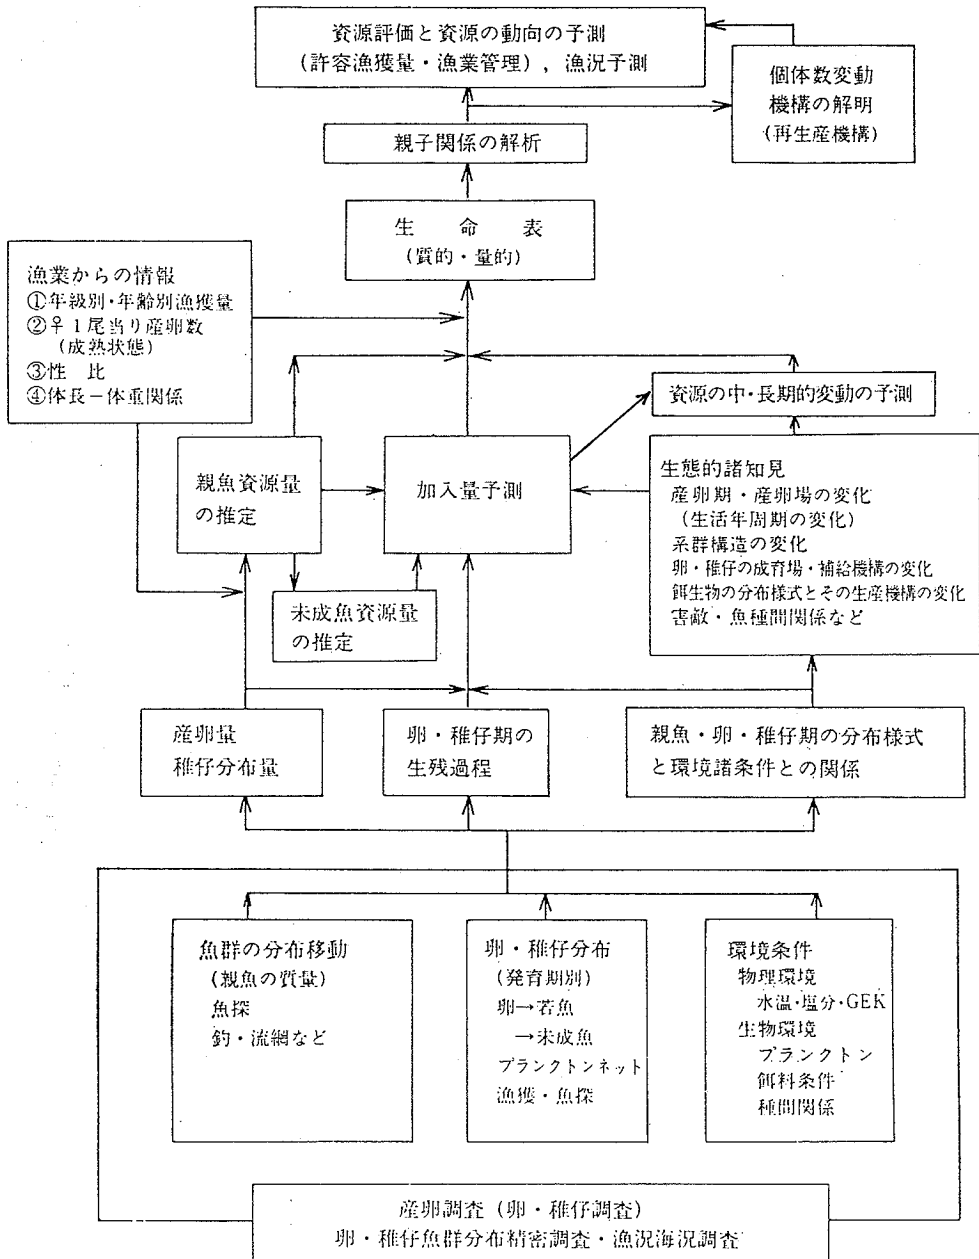 資源評価と資源の動向の予測
(許容漁獲量・漁業管理),漁況予測
個体数変動
機構の解明
(再生産機構)
親子関係の解析
生 命 表
(質的・量的)
漁業からの情報
①年級別・年齢別漁獲量
②♀1尾当り産卵数
(成熟状態)
③性 比
④体長-体重関係
資源の中・長期的変動の予測
親魚資源量
の推定
加入量予測
生態的諸知見
産卵期・産卵場の変化
(生活年周期の変化)
系群構造の変化
卵・稚仔の成育場・補給機構の変化
餌生物の分布様式とその生産機構の変化
害敵・魚種間関係など
未成魚資源量
の推定
産卵量
稚仔分布量
卵・稚仔期の
生残過程
親魚・卵・稚仔期の分布様式
と環境諸条件との関係
魚群の分布移動
(親魚の質量)
魚探
釣・流網など
卵・稚仔分布
(発育期別)
卵→若魚
→未成魚
プランクトンネット
漁獲・魚探
環境条件
物理環境
水温・塩分・GEK
生物環境
プランクトン
餌料条件
種間関係
産卵調査(卵・稚仔調査)
卵・稚仔魚群分布精密調査・漁況海況調査